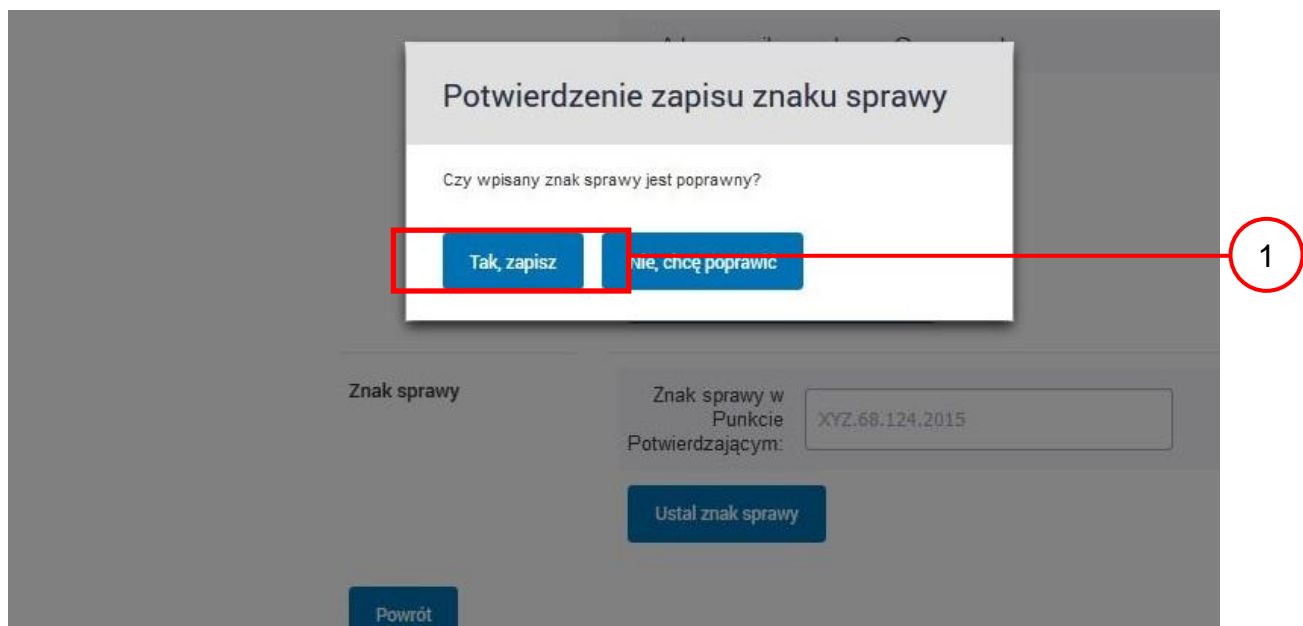 Potwierdzenie zapisu znaku sprawy
Czy wpisany znak sprawy jest poprawny?
Tak, zapisz
Nie, chcę poprawić
1
Znak sprawy
Znak sprawy w
Punkcie
Potwierdzającym:
XYZ.68.124.2015
Ustal znak sprawy
Powrót